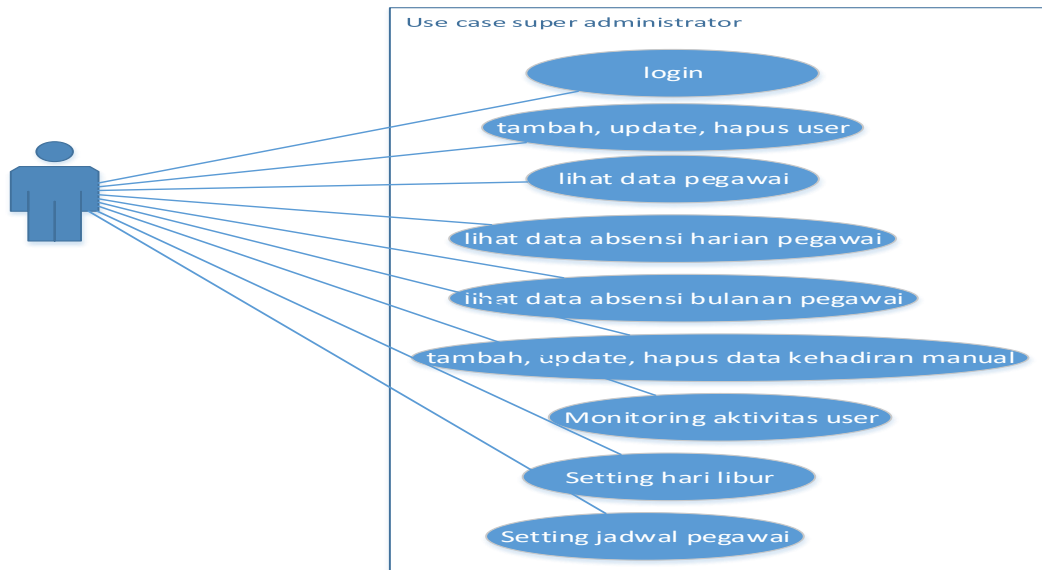 Use case super administrator
login
tambah, update, hapus user
lihat data pegawai
lihat data absensi harian pegawai
lihat data absensi bulanan pegawai
tambah, update, hapus data kehadiran manual
Monitoring aktivitas user
Setting hari libur
Setting jadwal pegawai